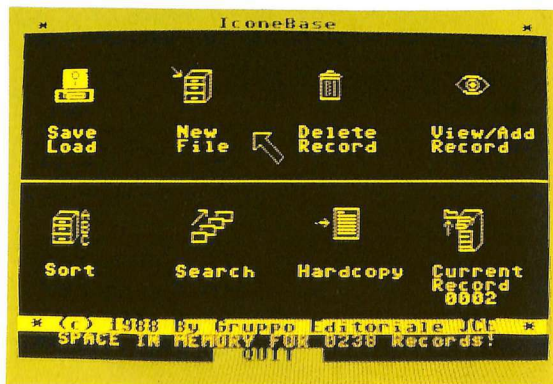 * IconeBase *
Save New Delete View/Add
Load File Record Record
Sort Search Hardcopy Current
Record
0002
* (c) 1988 By Gruppo Editoriale JCE *
SPACE IN MEMORY FOR 0238 Records!
QUIT